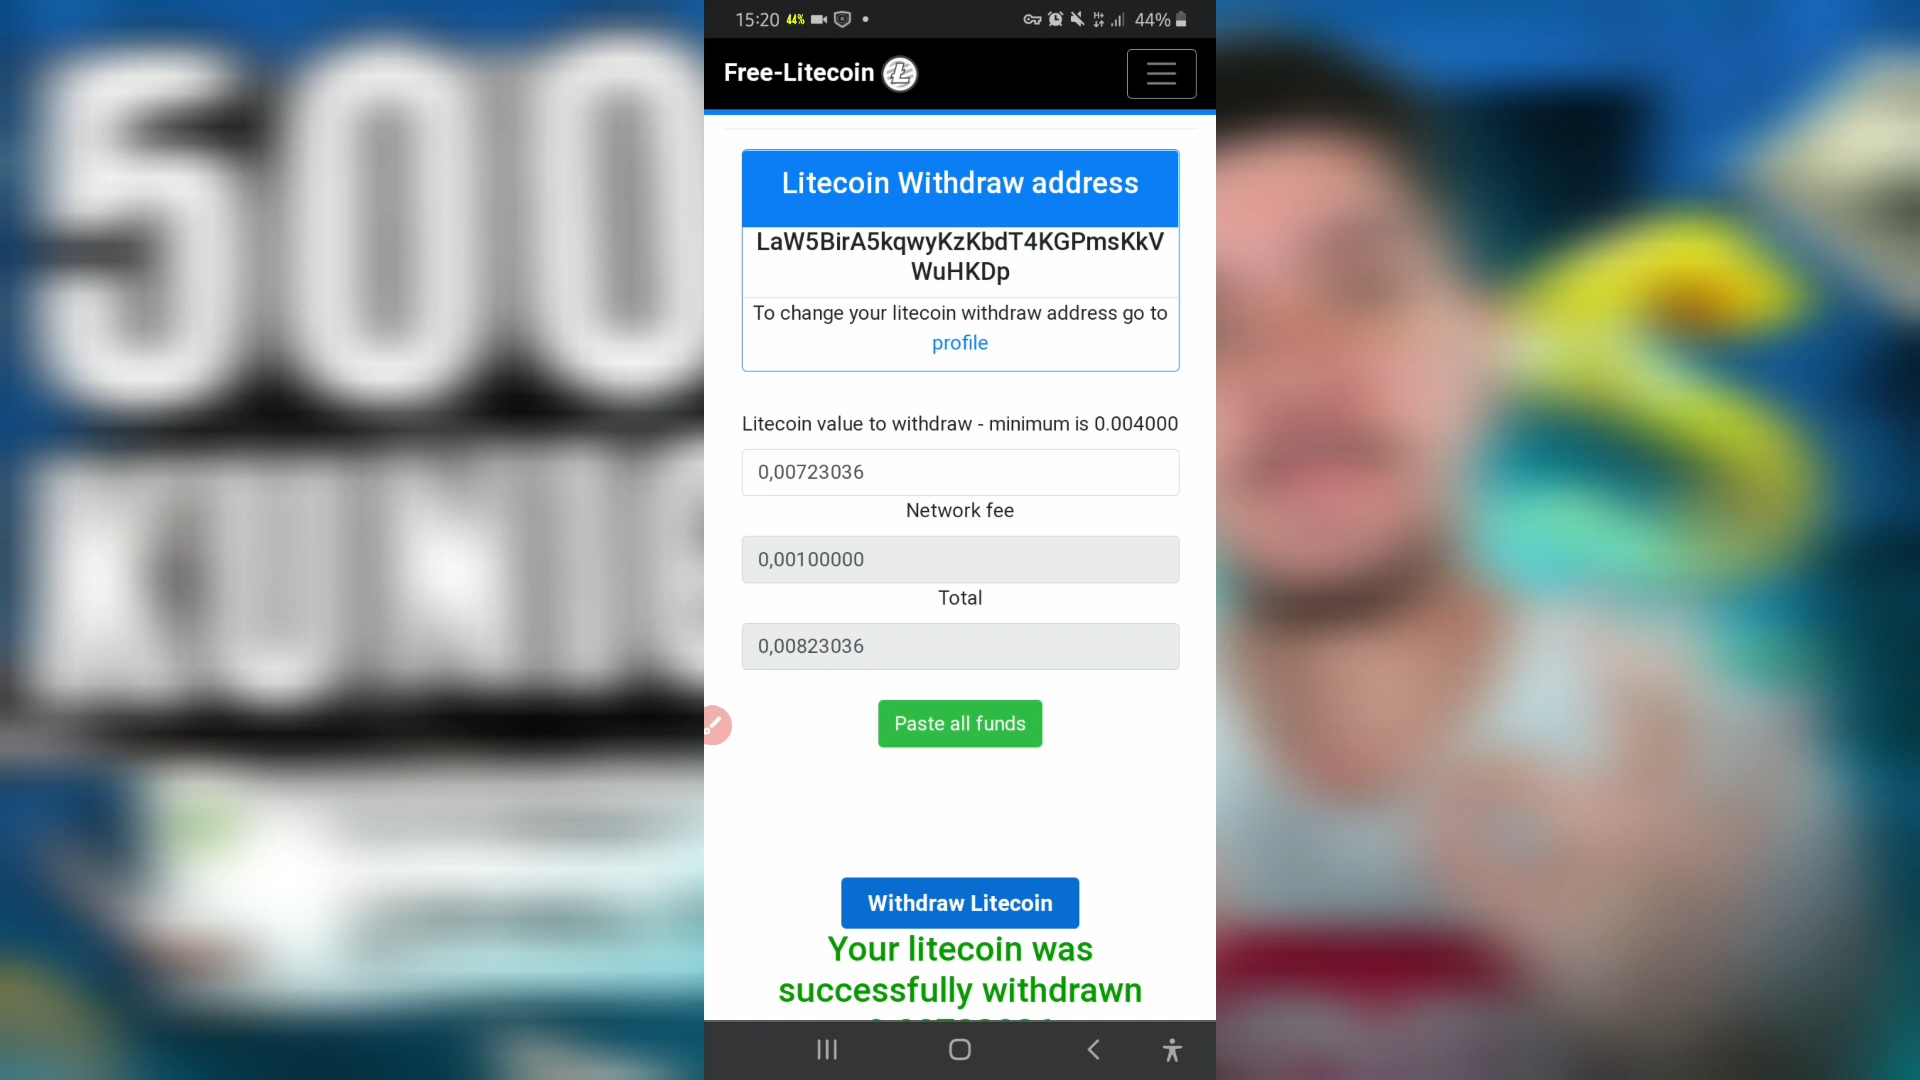 500
15:20 44% 44%
Free-Litecoin
Litecoin Withdraw address
LaW5BirA5kqwyKzKbdT4KGPmsKkV
WuHKDp
To change your litecoin withdraw address go to
profile
Litecoin value to withdraw - minimum is 0.004000
0,00723036
Network fee
0,00100000
Total
0,00823036
Paste all funds
Withdraw Litecoin
Your litecoin was
successfully withdrawn